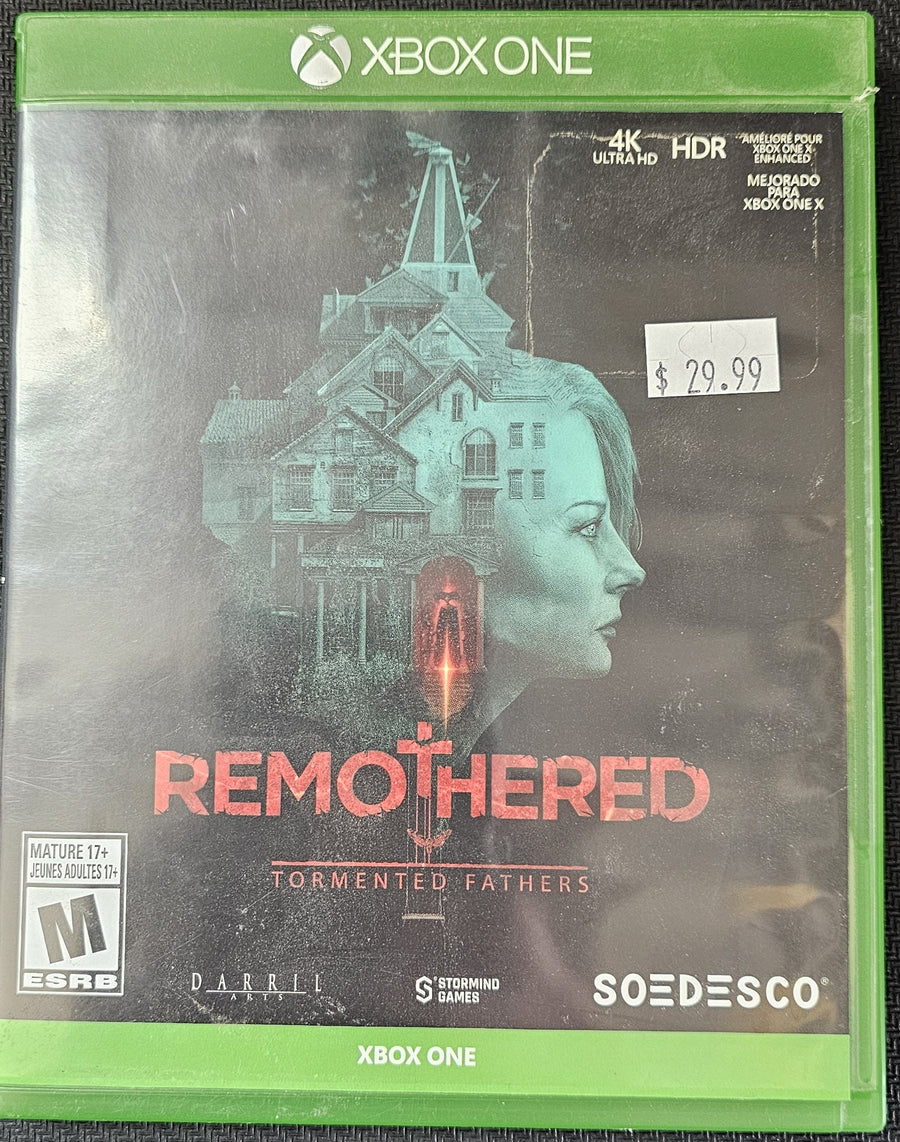 XBOX ONE
4K
ULTRA HD
HDR
AMÉLIORÉ POUR
XBOX ONE X
ENHANCED
MEJORADO
PARA
XBOX ONE X
$ 29.99
REMOTHERED
TORMENTED FATHERS
MATURE 17+
JEUNES ADULTES 17+
M
ESRB
DARRIL
ARTS
STORMIND
GAMES
SOEDESCO®
XBOX ONE